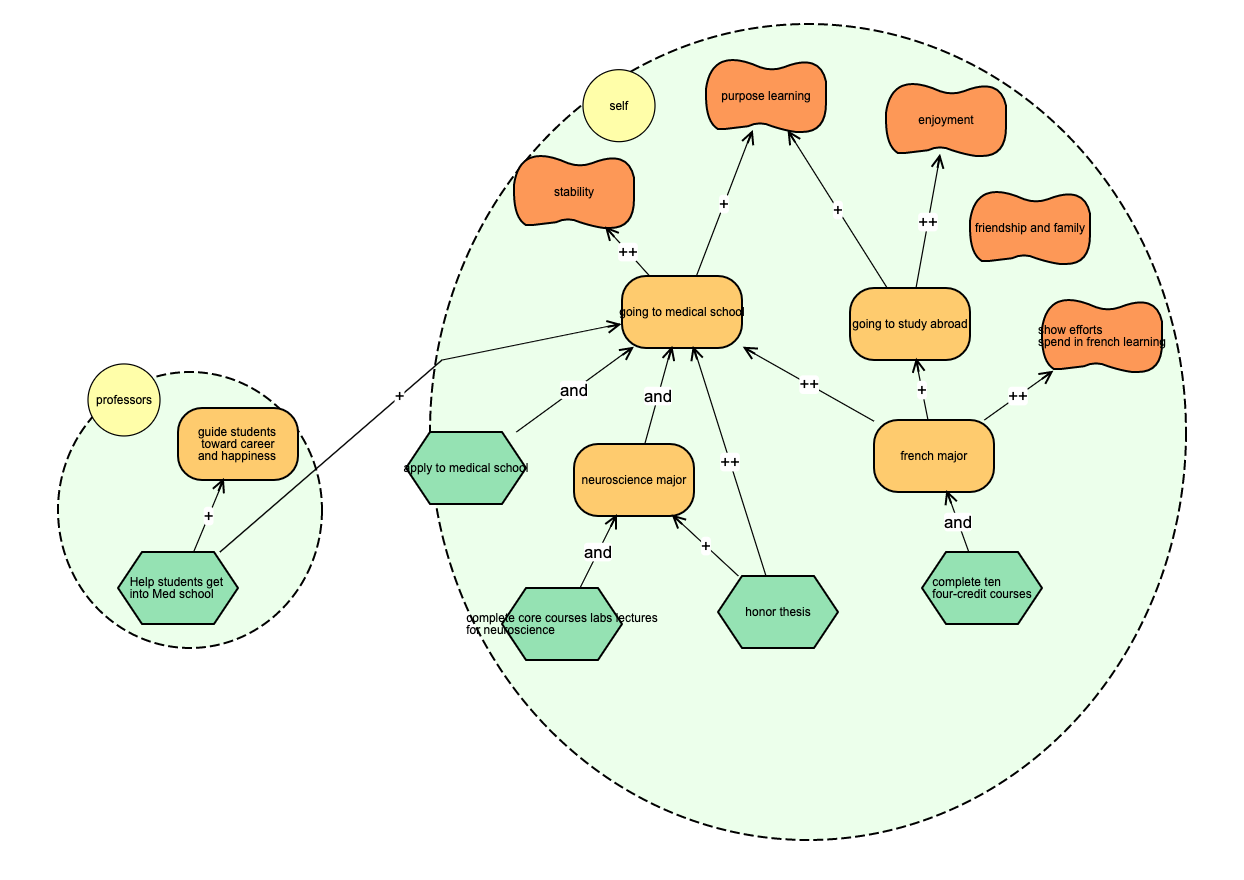 self
purpose learning
enjoyment
stability
friendship and family
+
+
++
++
going to medical school
going to study abroad
show efforts
spend in french learning
professors
guide students
toward career
and happiness
+
and
and
++
+
++
apply to medical school
neuroscience major
++
french major
+
and
+
and
Help students get
into Med school
complete core courses labs lectures
for neuroscience
honor thesis
complete ten
four-credit courses